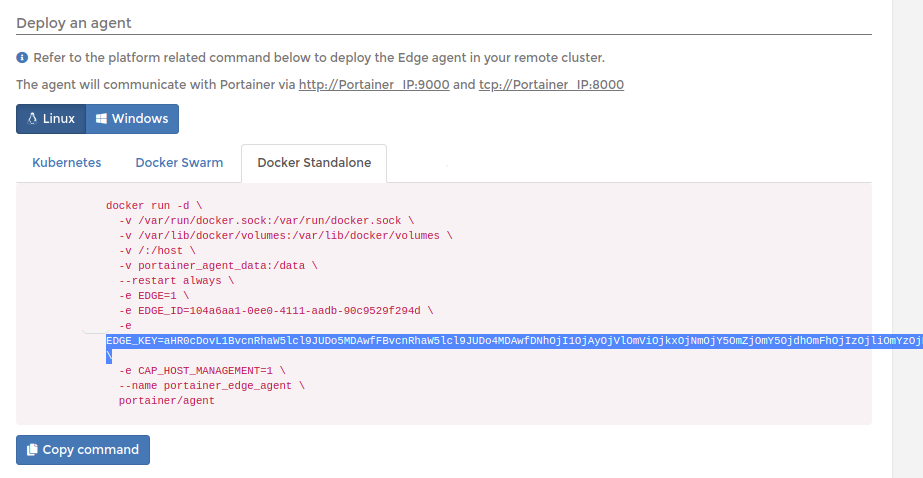 Deploy an agent
Refer to the platform related command below to deploy the Edge agent in your remote cluster.
The agent will communicate with Portainer via http://Portainer_IP:9000 and tcp://Portainer_IP:8000
Linux Windows
Kubernetes Docker Swarm Docker Standalone
docker run -d \
-v /var/run/docker.sock:/var/run/docker.sock \
-v /var/lib/docker/volumes:/var/lib/docker/volumes \
-v /:/host \
-v portainer_agent_data:/data \
--restart always \
-e EDGE=1 \
-e EDGE_ID=104a6aa1-0ee0-4111-aadb-90c9529f294d \
-e
EDGE_KEY=aHR0cDovL1BvcnRhaW5lcl9JUDo5MDAwfFBvcnRhaW5lcl9JUDo4MDAwfDNhOjI1OjAyOjVlOmViOjkxOjNmOjY5OmZjOmY5OjdhOmFhOjIzOjliOmYzOj
\
-e CAP_HOST_MANAGEMENT=1 \
--name portainer_edge_agent \
portainer/agent
Copy command